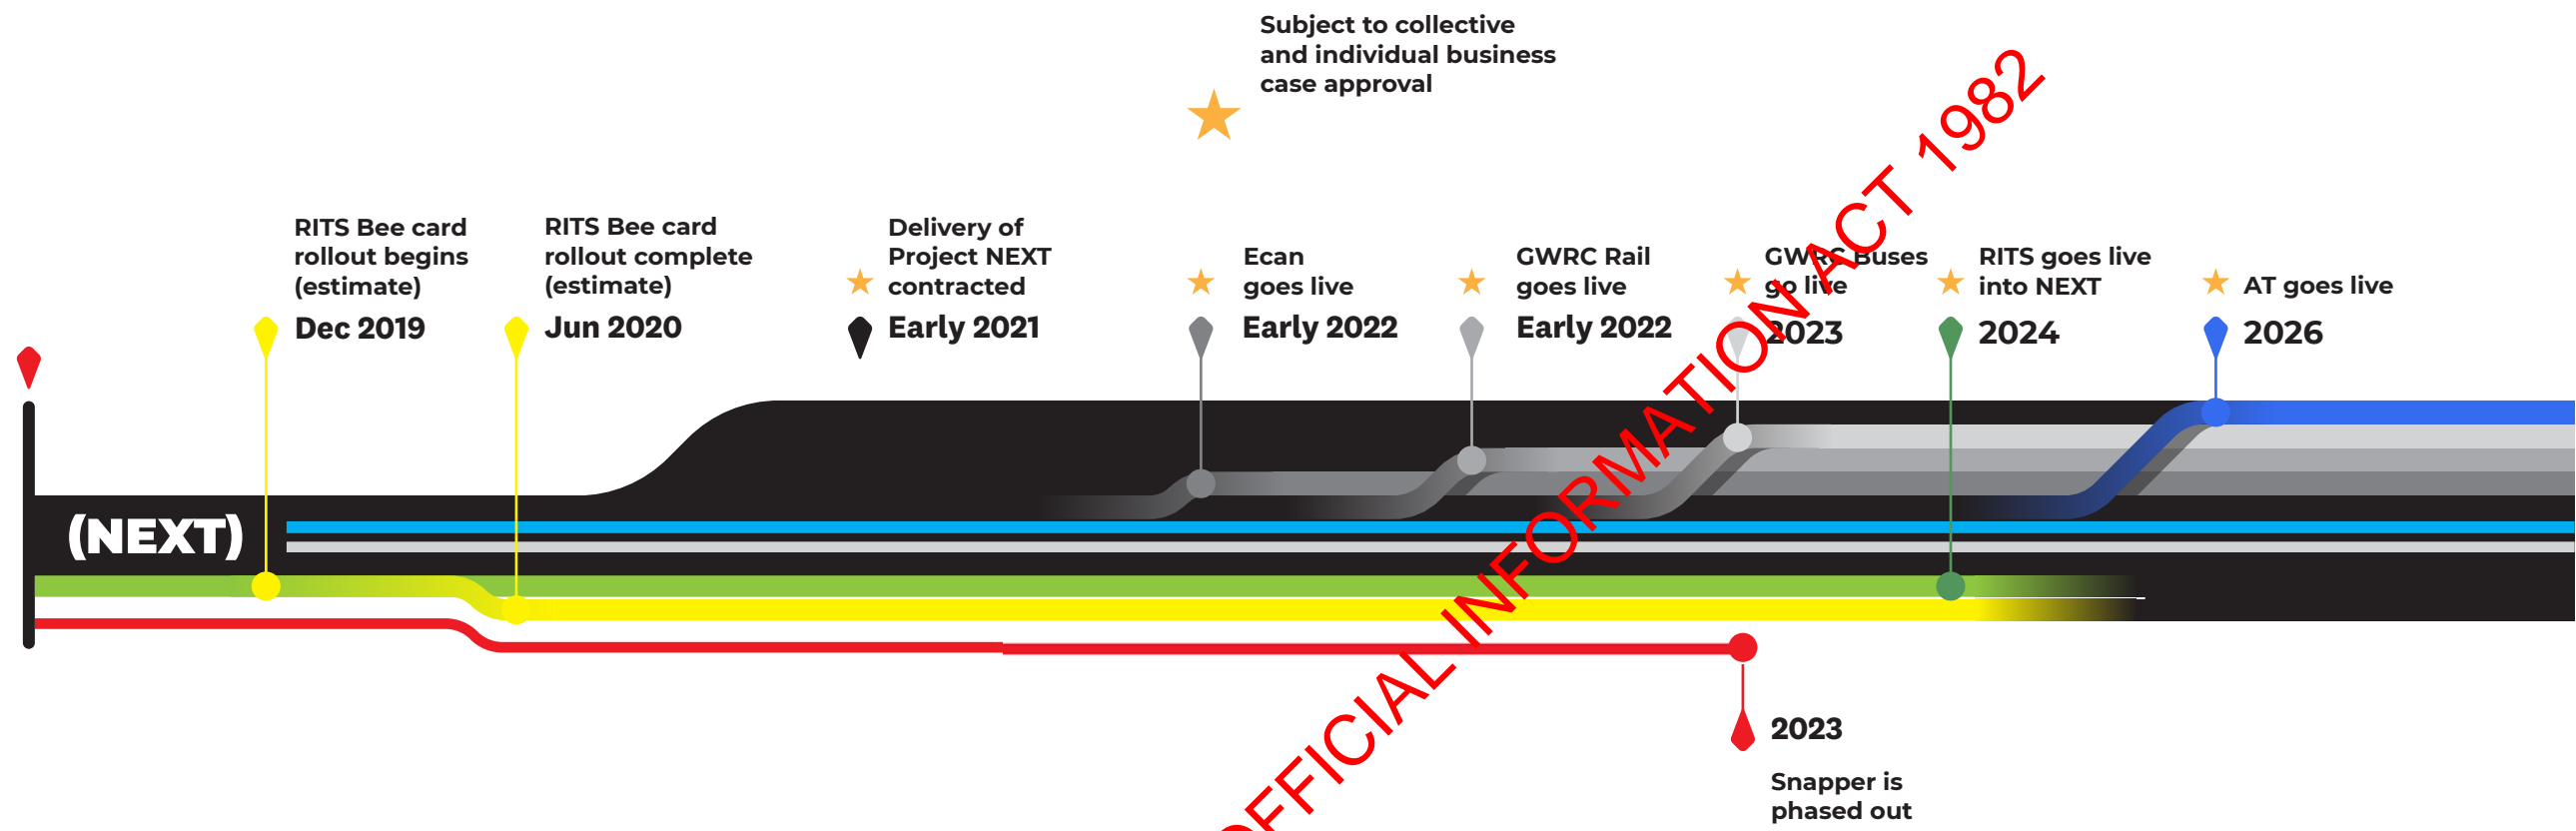 Subject to collective
and individual business
case approval
RITS Bee card
rollout begins
(estimate)
Dec 2019
RITS Bee card
rollout complete
(estimate)
Jun 2020
Delivery of
Project NEXT
contracted
Early 2021
Ecan
goes live
Early 2022
GWRC Rail
goes live
Early 2022
GWRC Buses
go live
2023
RITS goes live
into NEXT
2024
AT goes live
2026
(NEXT)
2023
Snapper is
phased out
OFFICIAL INFORMATION ACT 1982